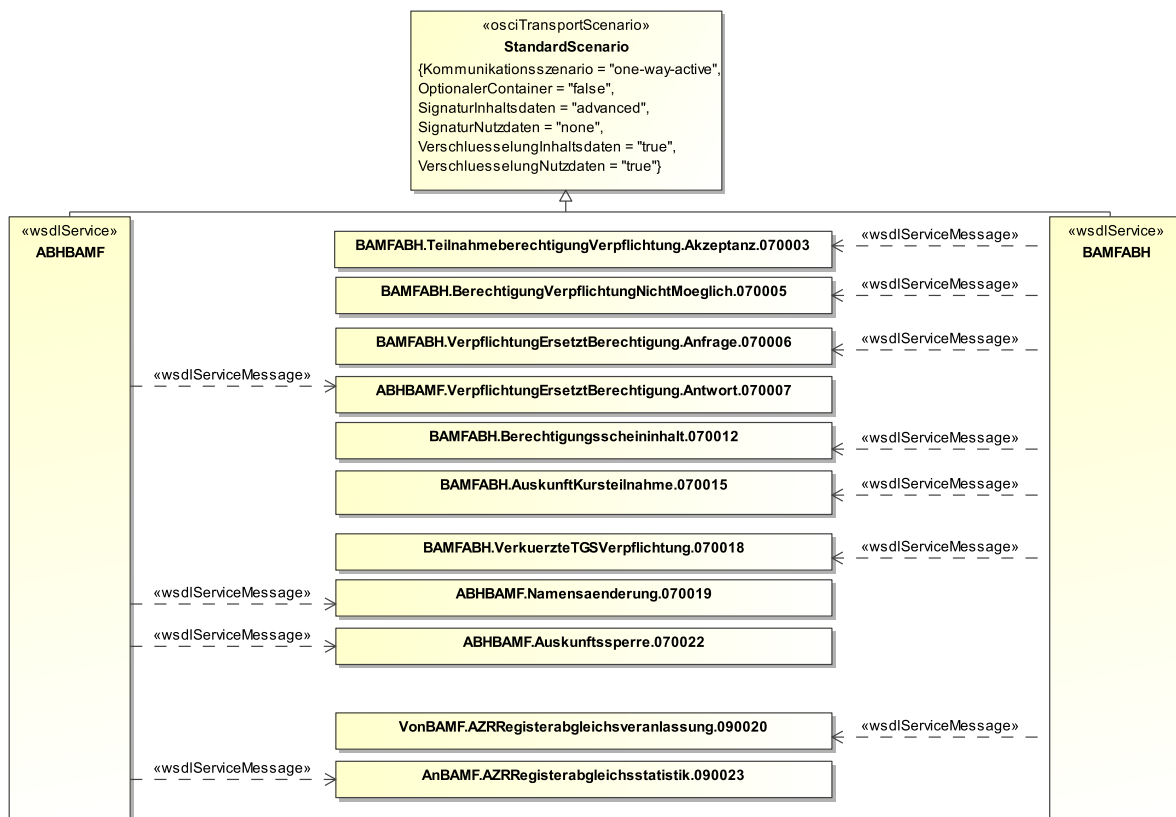 «osciTransportScenario»
StandardScenario
{Kommunikationsszenario = "one-way-active",
OptionalerContainer = "false",
SignaturInhaltsdaten = "advanced",
SignaturNutzdaten = "none",
VerschluesselungInhaltsdaten = "true",
VerschluesselungNutzdaten = "true"}
«wsdlService»
ABHBAMF
«wsdlService»
BAMFABH
BAMFABH.TeilnahmeberechtigungVerpflichtung.Akzeptanz.070003
«wsdlServiceMessage»
BAMFABH.BerechtigungVerpflichtungNichtMoeglich.070005
«wsdlServiceMessage»
BAMFABH.VerpflichtungErsetztBerechtigung.Anfrage.070006
«wsdlServiceMessage»
«wsdlServiceMessage»
ABHBAMF.VerpflichtungErsetztBerechtigung.Antwort.070007
BAMFABH.Berechtigungsscheininhalt.070012
«wsdlServiceMessage»
BAMFABH.AuskunftKursteilnahme.070015
«wsdlServiceMessage»
BAMFABH.VerkuerzteTGSVerpflichtung.070018
«wsdlServiceMessage»
«wsdlServiceMessage»
ABHBAMF.Namensaenderung.070019
«wsdlServiceMessage»
ABHBAMF.Auskunftssperre.070022
VonBAMF.AZRRegisterabgleichsveranlassung.090020
«wsdlServiceMessage»
«wsdlServiceMessage»
AnBAMF.AZRRegisterabgleichsstatistik.090023